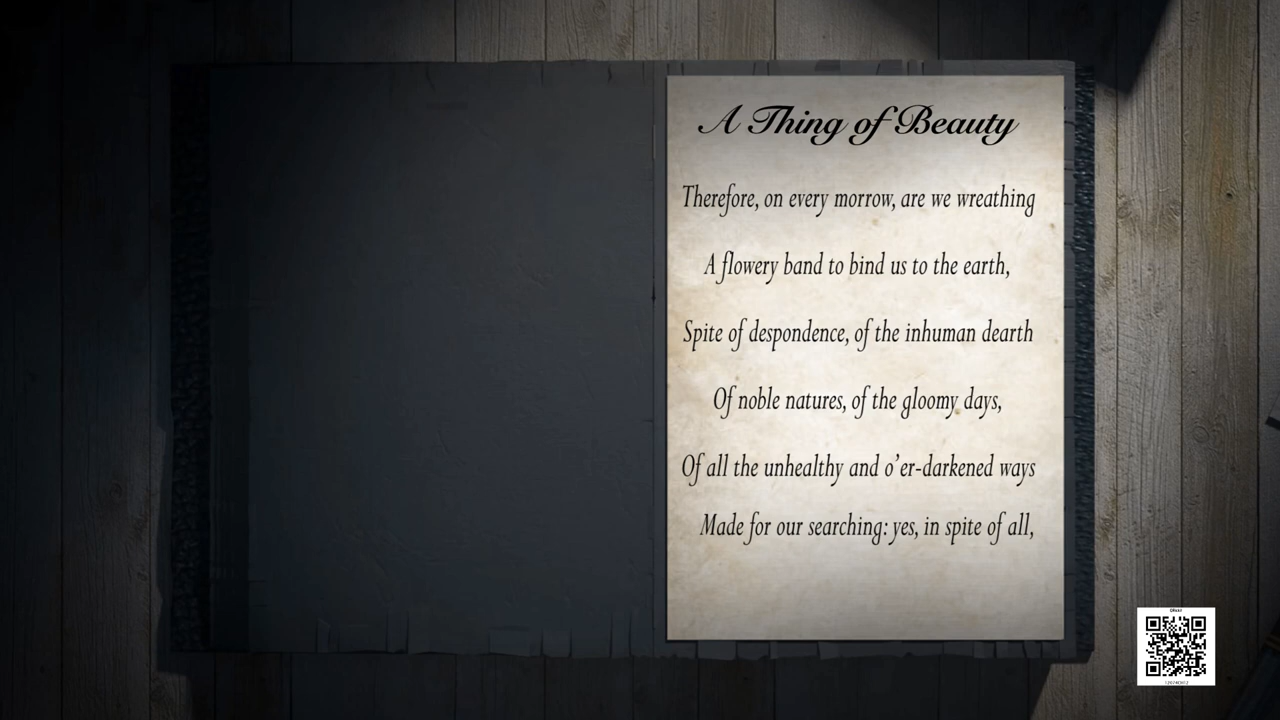 A Thing of Beauty
Therefore, on every morrow, are we wreathing
A flowery band to bind us to the earth,
Spite of despondence, of the inhuman dearth
Of noble natures, of the gloomy days,
Of all the unhealthy and o'er-darkened ways
Made for our searching: yes, in spite of all,